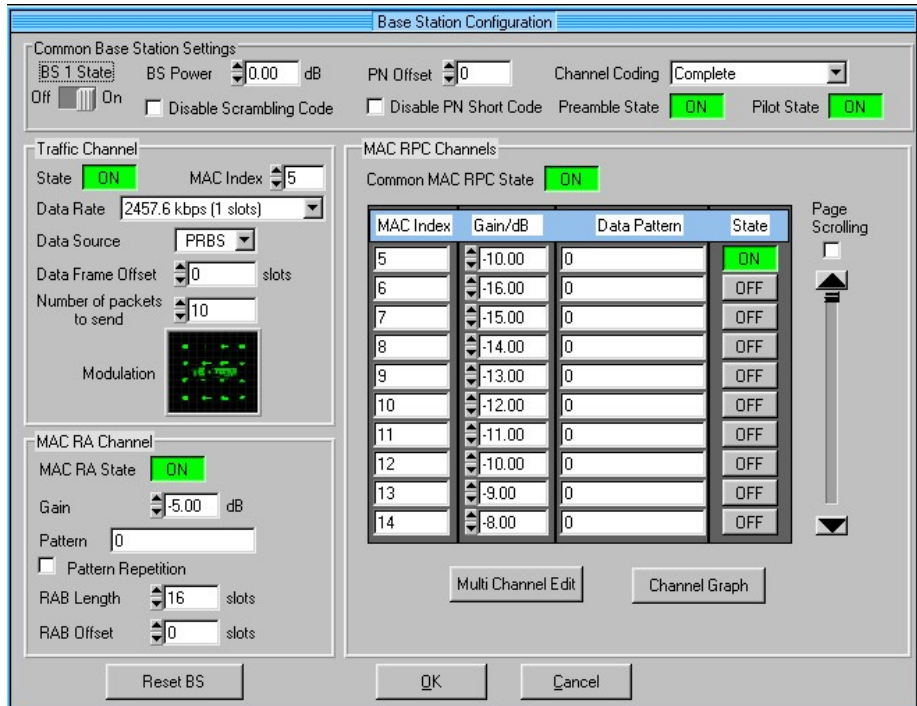 Base Station Configuration
Common Base Station Settings
BS 1 State
Off On
BS Power 0.00 dB
PN Offset 0
Channel Coding Complete
Disable Scrambling Code
Disable PN Short Code
Preamble State ON
Pilot State ON
Traffic Channel
State ON
MAC Index 5
Data Rate 2457.6 kbps (1 slots)
Data Source PRBS
Data Frame Offset 0 slots
Number of packets
to send 10
Modulation
MAC RA Channel
MAC RA State ON
Gain -5.00 dB
Pattern 0
Pattern Repetition
RAB Length 16 slots
RAB Offset 0 slots
MAC RPC Channels
Common MAC RPC State ON
MAC Index Gain/dB Data Pattern State
5 -10.00 0 ON
6 -16.00 0 OFF
7 -15.00 0 OFF
8 -14.00 0 OFF
9 -13.00 0 OFF
10 -12.00 0 OFF
11 -11.00 0 OFF
12 -10.00 0 OFF
13 -9.00 0 OFF
14 -8.00 0 OFF
Page
Scrolling
Multi Channel Edit
Channel Graph
Reset BS
OK
Cancel